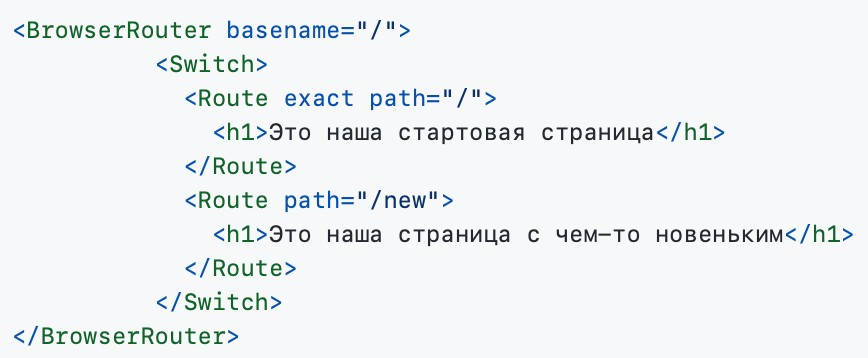 <BrowserRouter basename="/">
<Switch>
<Route exact path="/">
<h1>Это наша стартовая страница</h1>
</Route>
<Route path="/new">
<h1>Это наша страница с чем—то новеньким</h1>
</Route>
</Switch>
</BrowserRouter>